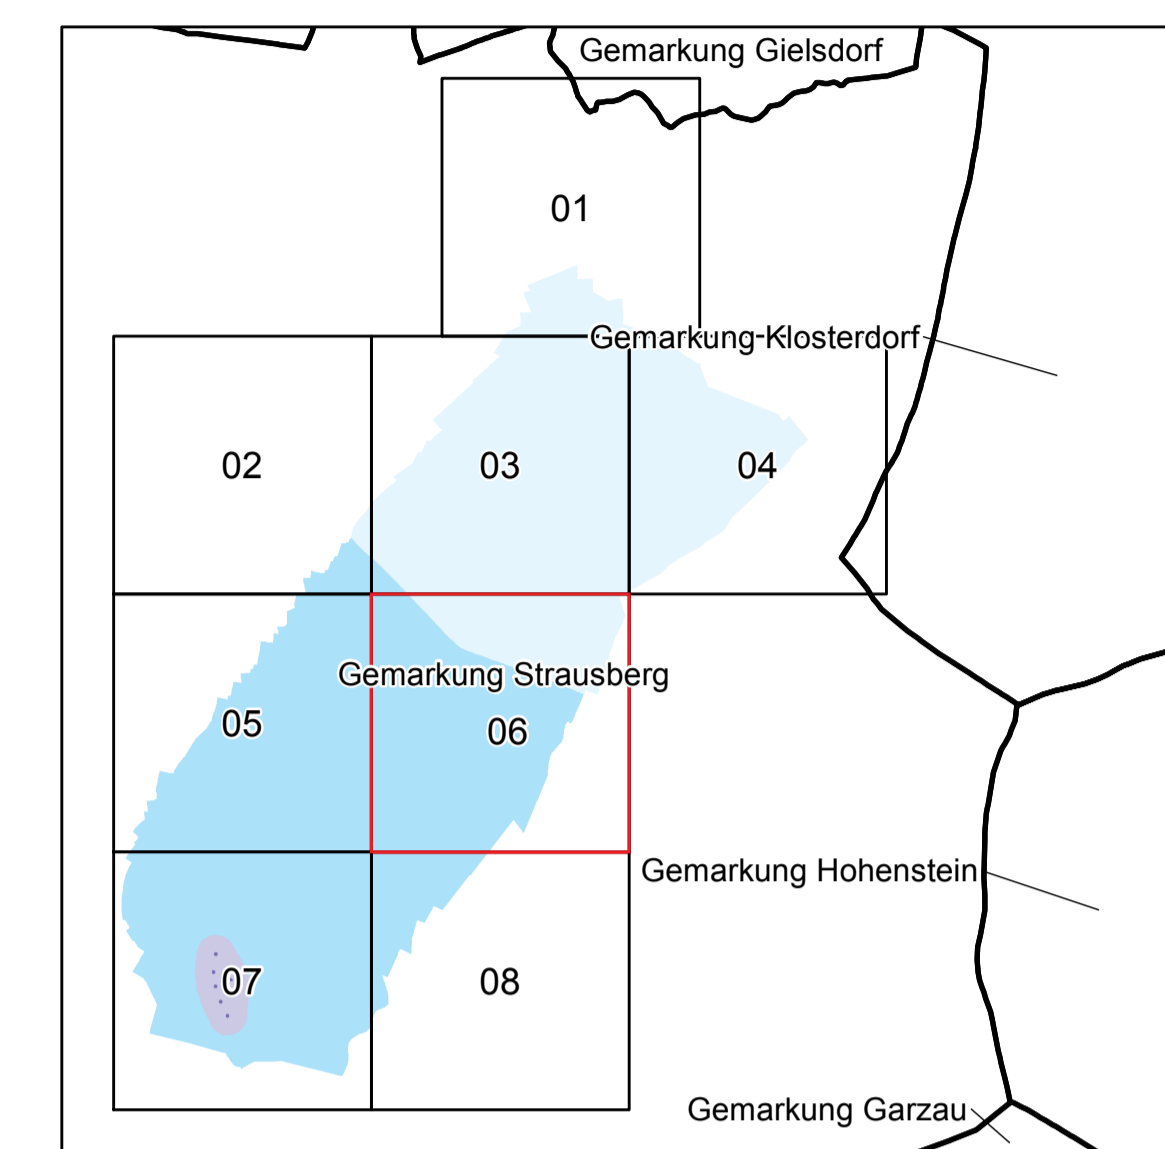 Gemarkung Gielsdorf
01
Gemarkung Klosterdorf
02
03
04
Gemarkung Strausberg
05
06
Gemarkung Hohenstein
07
08
Gemarkung Garzau